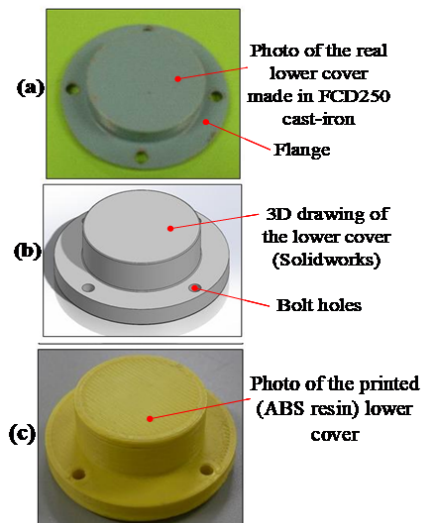 (a)
Photo of the real
lower cover
made in FCD250
cast-iron
Flange
(b)
3D drawing of
the lower cover
(Solidworks)
Bolt holes
(c)
Photo of the printed
(ABS resin) lower
cover